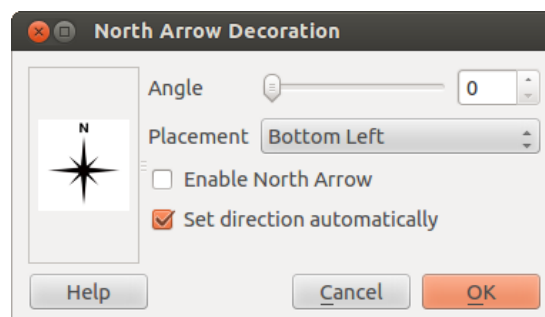 North Arrow Decoration
Angle 0
N
Placement Bottom Left
Enable North Arrow
Set direction automatically
Help Cancel OK